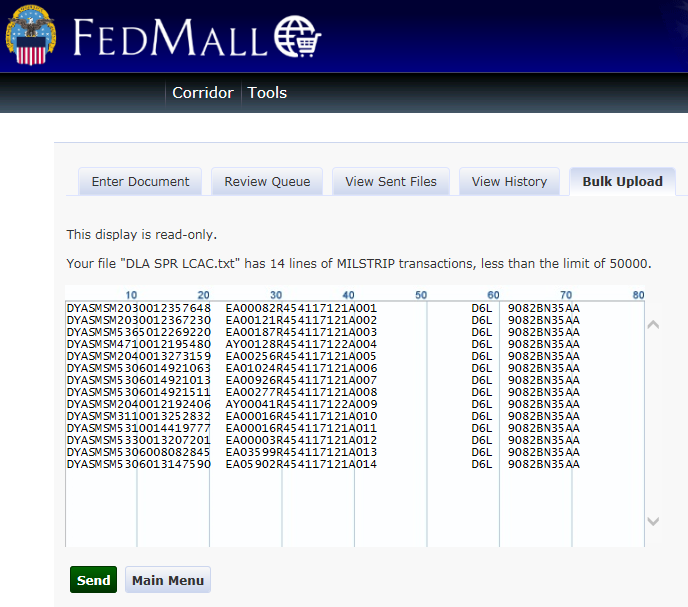 FEDMALL
Corridor Tools
Enter Document Review Queue View Sent Files View History Bulk Upload
This display is read-only.
Your file "DLA SPR LCAC.txt" has 14 lines of MILSTRIP transactions, less than the limit of 50000.
10 20 30 40 50 60 70 80
DYASMSM2030012357648 EA00082R454117121A001 D6L 9082BN35AA
DYASMSM2030012367230 EA00121R454117121A002 D6L 9082BN35AA
DYASMSM5365012269220 EA00187R454117121A003 D6L 9082BN35AA
DYASMSM4710012195480 AY00128R454117122A004 D6L 9082BN35AA
DYASMSM2040013273159 EA00256R454117121A005 D6L 9082BN35AA
DYASMSM5306014921063 EA01024R454117121A006 D6L 9082BN35AA
DYASMSM5306014921013 EA00926R454117121A007 D6L 9082BN35AA
DYASMSM5306014921511 EA00277R454117121A008 D6L 9082BN35AA
DYASMSM2040012192406 AY00041R454117122A009 D6L 9082BN35AA
DYASMSM3110013252832 EA00016R454117121A010 D6L 9082BN35AA
DYASMSM5310014419777 EA00016R454117121A011 D6L 9082BN35AA
DYASMSM5330013207201 EA00003R454117121A012 D6L 9082BN35AA
DYASMSM5306008082845 EA03599R454117121A013 D6L 9082BN35AA
DYASMSM5306013147590 EA05902R454117121A014 D6L 9082BN35AA
Send Main Menu